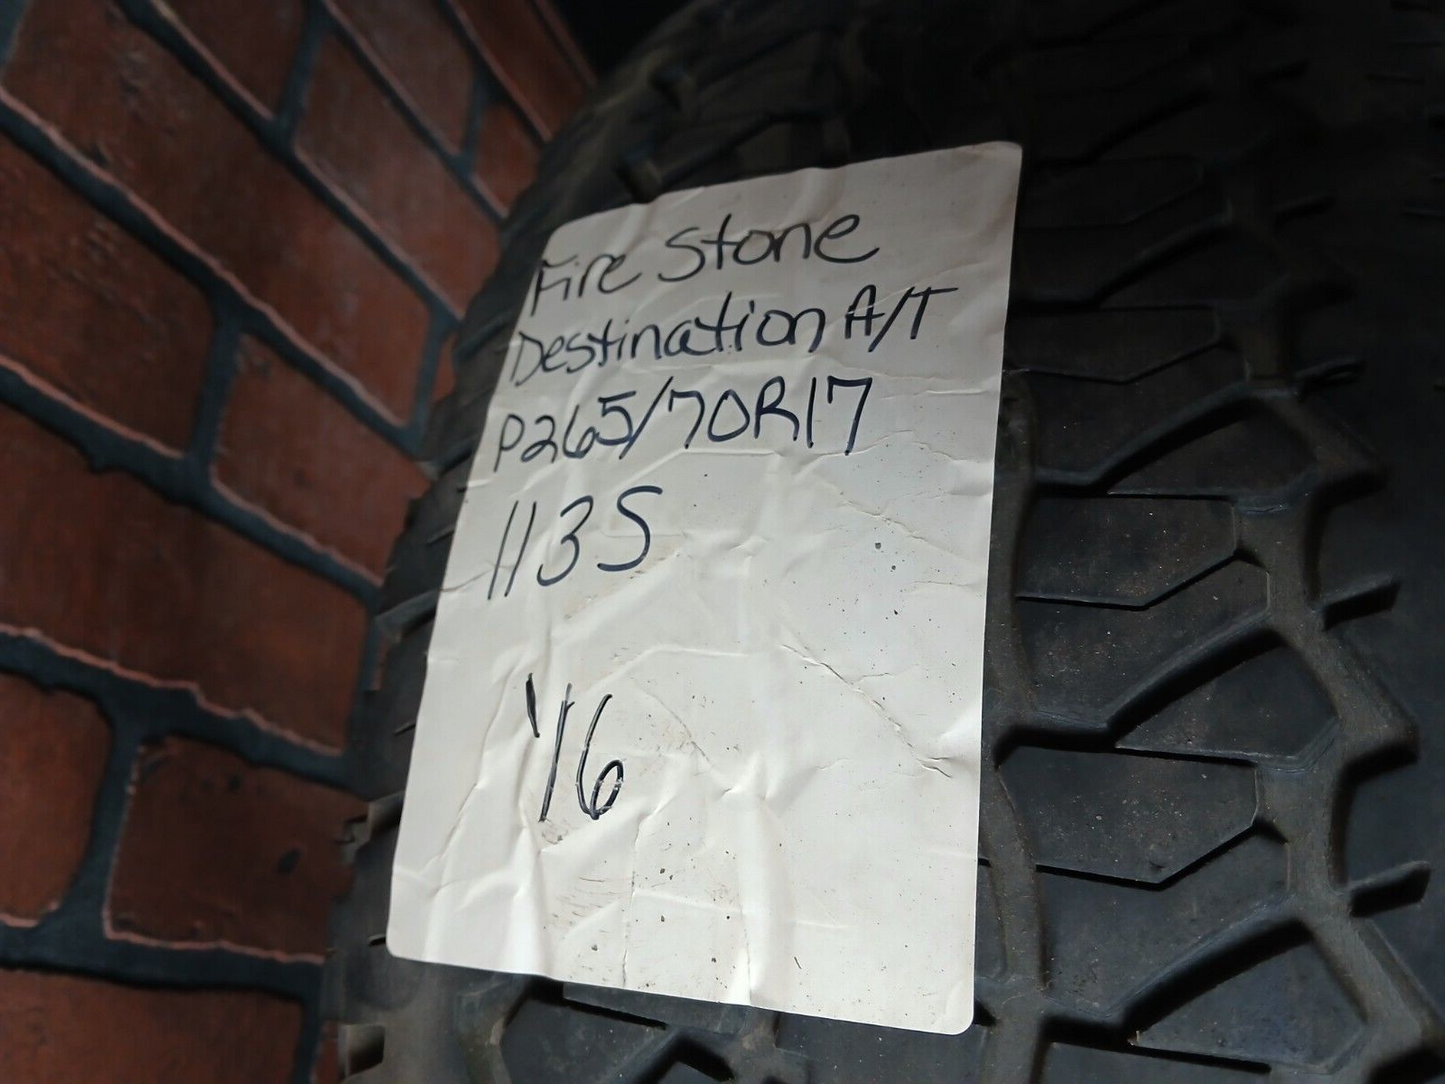 Fire Stone
Destination A/T
P265/70R17
113S
'16